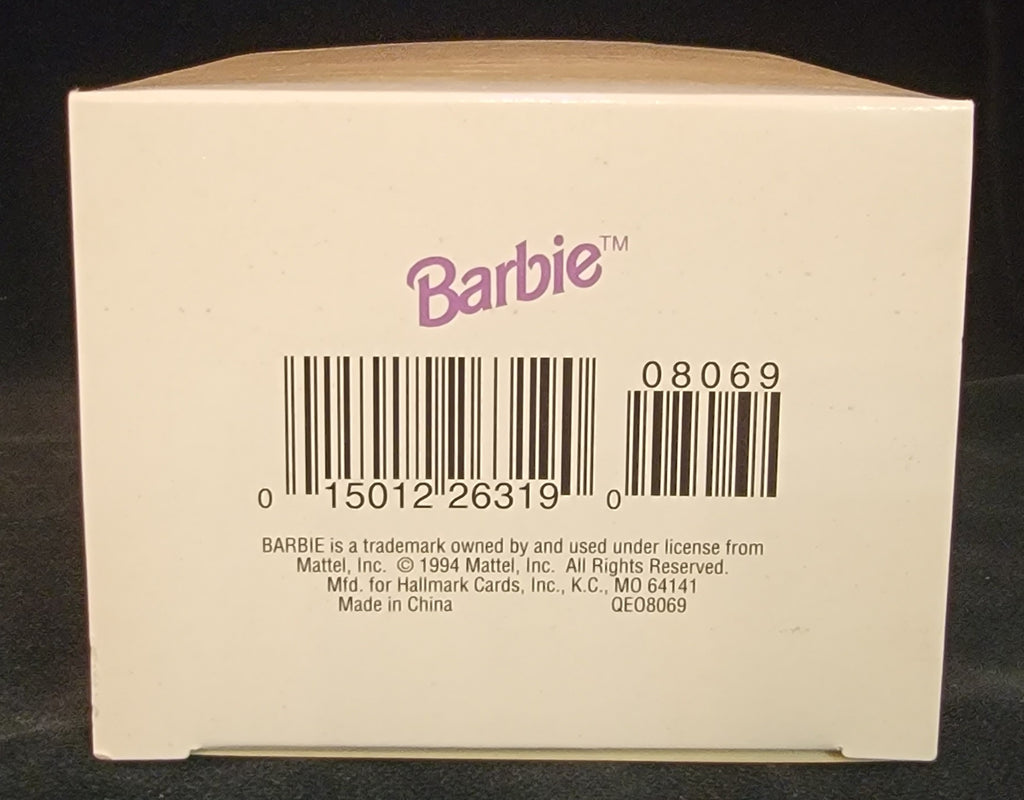 Barbie™
08069
0 15012 26319 0
BARBIE is a trademark owned by and used under license from
Mattel, Inc. © 1994 Mattel, Inc. All Rights Reserved.
Mfd. for Hallmark Cards, Inc., K.C., MO 64141
Made in China QEO8069